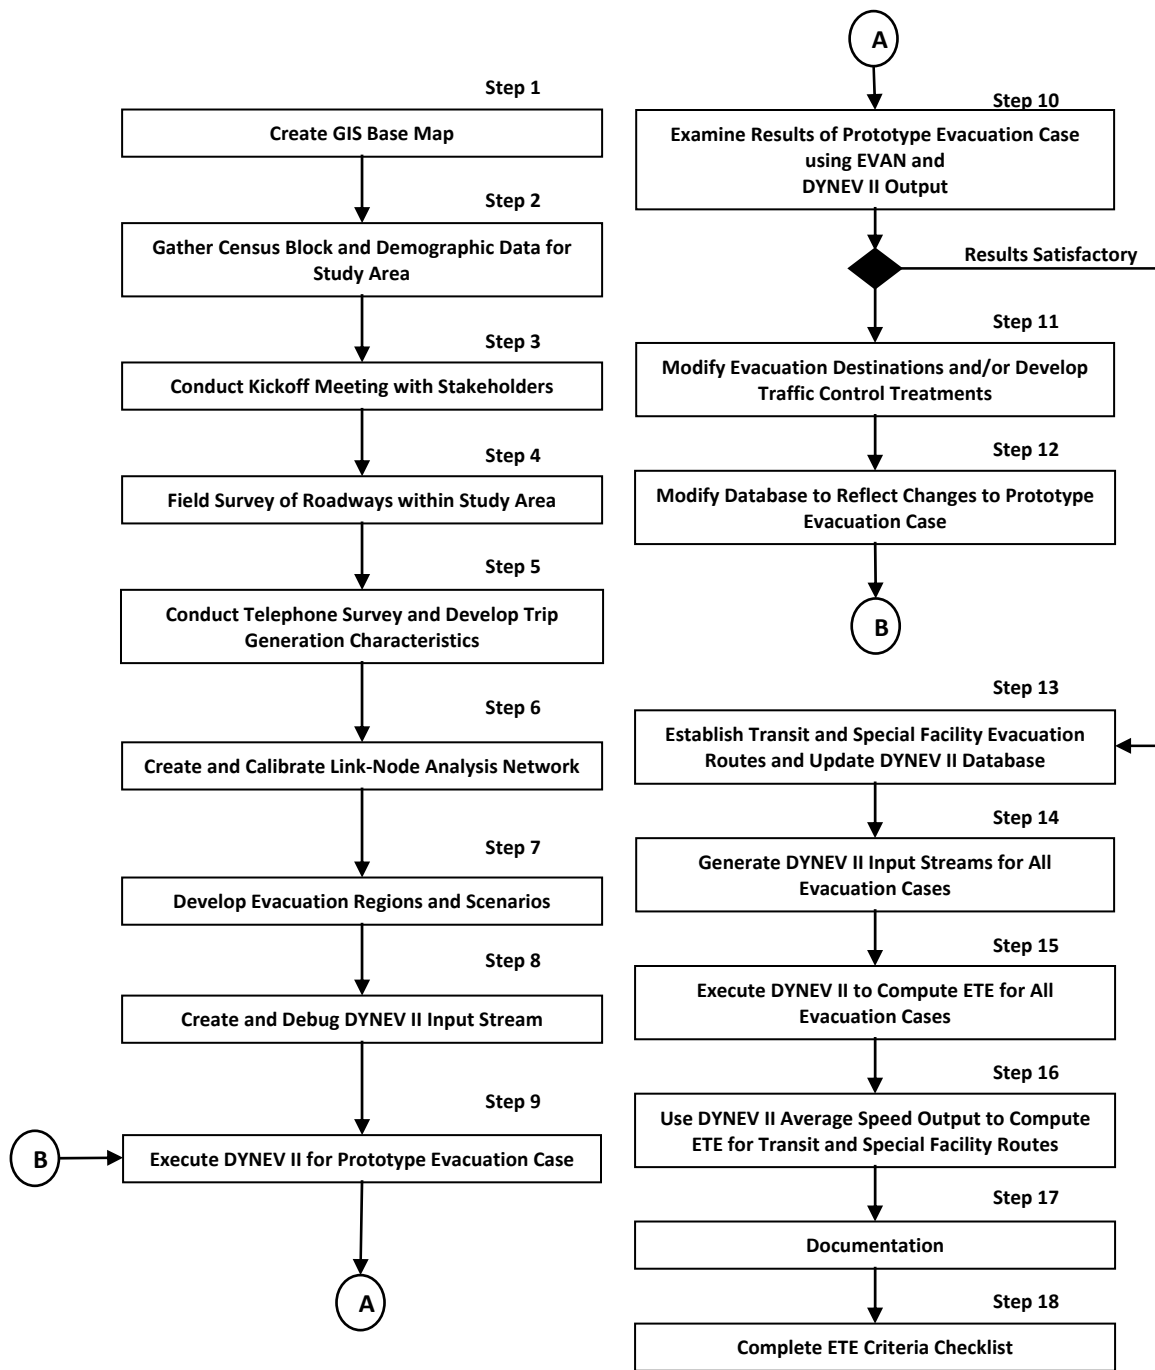 Step 1
Create GIS Base Map
Step 2
Gather Census Block and Demographic Data for
Study Area
Step 3
Conduct Kickoff Meeting with Stakeholders
Step 4
Field Survey of Roadways within Study Area
Step 5
Conduct Telephone Survey and Develop Trip
Generation Characteristics
Step 6
Create and Calibrate Link-Node Analysis Network
Step 7
Develop Evacuation Regions and Scenarios
Step 8
Create and Debug DYNEV II Input Stream
Step 9
B
Execute DYNEV II for Prototype Evacuation Case
A
A
Step 10
Examine Results of Prototype Evacuation Case
using EVAN and
DYNEV II Output
Results Satisfactory
Step 11
Modify Evacuation Destinations and/or Develop
Traffic Control Treatments
Step 12
Modify Database to Reflect Changes to Prototype
Evacuation Case
B
Step 13
Establish Transit and Special Facility Evacuation
Routes and Update DYNEV II Database
Step 14
Generate DYNEV II Input Streams for All
Evacuation Cases
Step 15
Execute DYNEV II to Compute ETE for All
Evacuation Cases
Step 16
Use DYNEV II Average Speed Output to Compute
ETE for Transit and Special Facility Routes
Step 17
Documentation
Step 18
Complete ETE Criteria Checklist